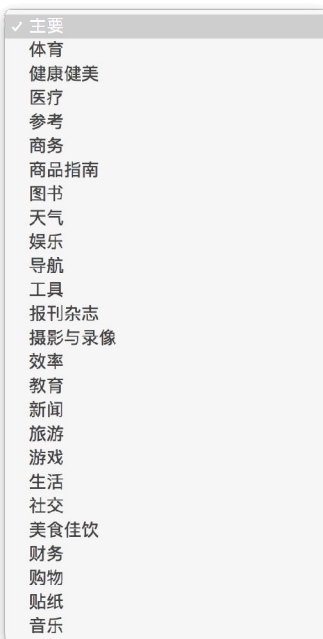 主要
体育
健康健美
医疗
参考
商务
商品指南
图书
天气
娱乐
导航
工具
报刊杂志
摄影与录像
效率
教育
新闻
旅游
游戏
生活
社交
美食佳饮
财务
购物
贴纸
音乐